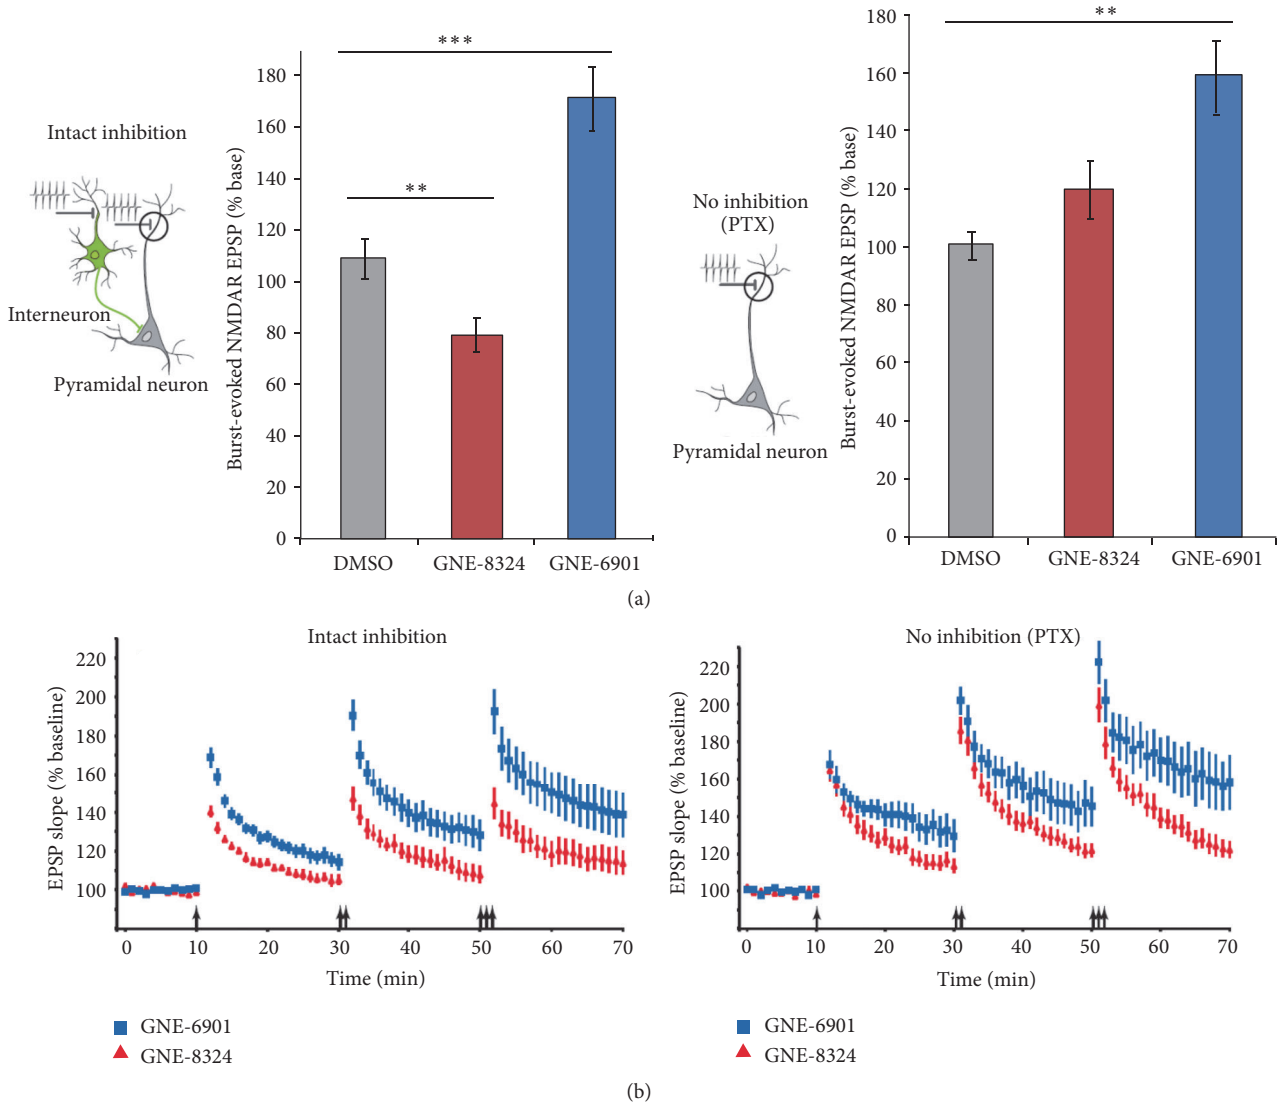 Intact inhibition
Interneuron
Pyramidal neuron
Burst-evoked NMDAR EPSP (% base)
180
160
140
120
100
80
60
40
20
0
***
**
DMSO
GNE-8324
GNE-6901
No inhibition
(PTX)
Pyramidal neuron
Burst-evoked NMDAR EPSP (% base)
180
160
140
120
100
80
60
40
20
0
**
DMSO
GNE-8324
GNE-6901
(a)
Intact inhibition
EPSP slope (% baseline)
220
200
180
160
140
120
100
0
10
20
30
40
50
60
70
Time (min)
GNE-6901
GNE-8324
No inhibition (PTX)
EPSP slope (% baseline)
220
200
180
160
140
120
100
0
10
20
30
40
50
60
70
Time (min)
GNE-6901
GNE-8324
(b)